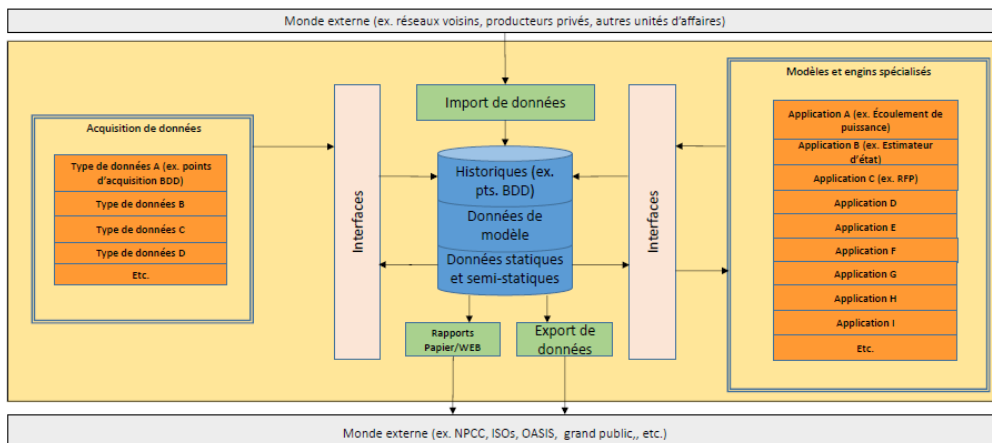 Monde externe (ex. réseaux voisins, producteurs privés, autres unités d'affaires)
Acquisition de données
Type de données A (ex. points
d'acquisition BDD)
Type de données B
Type de données C
Type de données D
Etc.
Interfaces
Import de données
Historiques (ex.
pts. BDD)
Données de
modèle
Données statiques
et semi-statiques
Rapports
Papier/WEB
Export de
données
Interfaces
Modèles et engins spécialisés
Application A (ex. Écoulement de
puissance)
Application B (ex. Estimateur
d'état)
Application C (ex. RFP)
Application D
Application E
Application F
Application G
Application H
Application I
Etc.
Monde externe (ex. NPCC, ISOs, OASIS, grand public,, etc.)